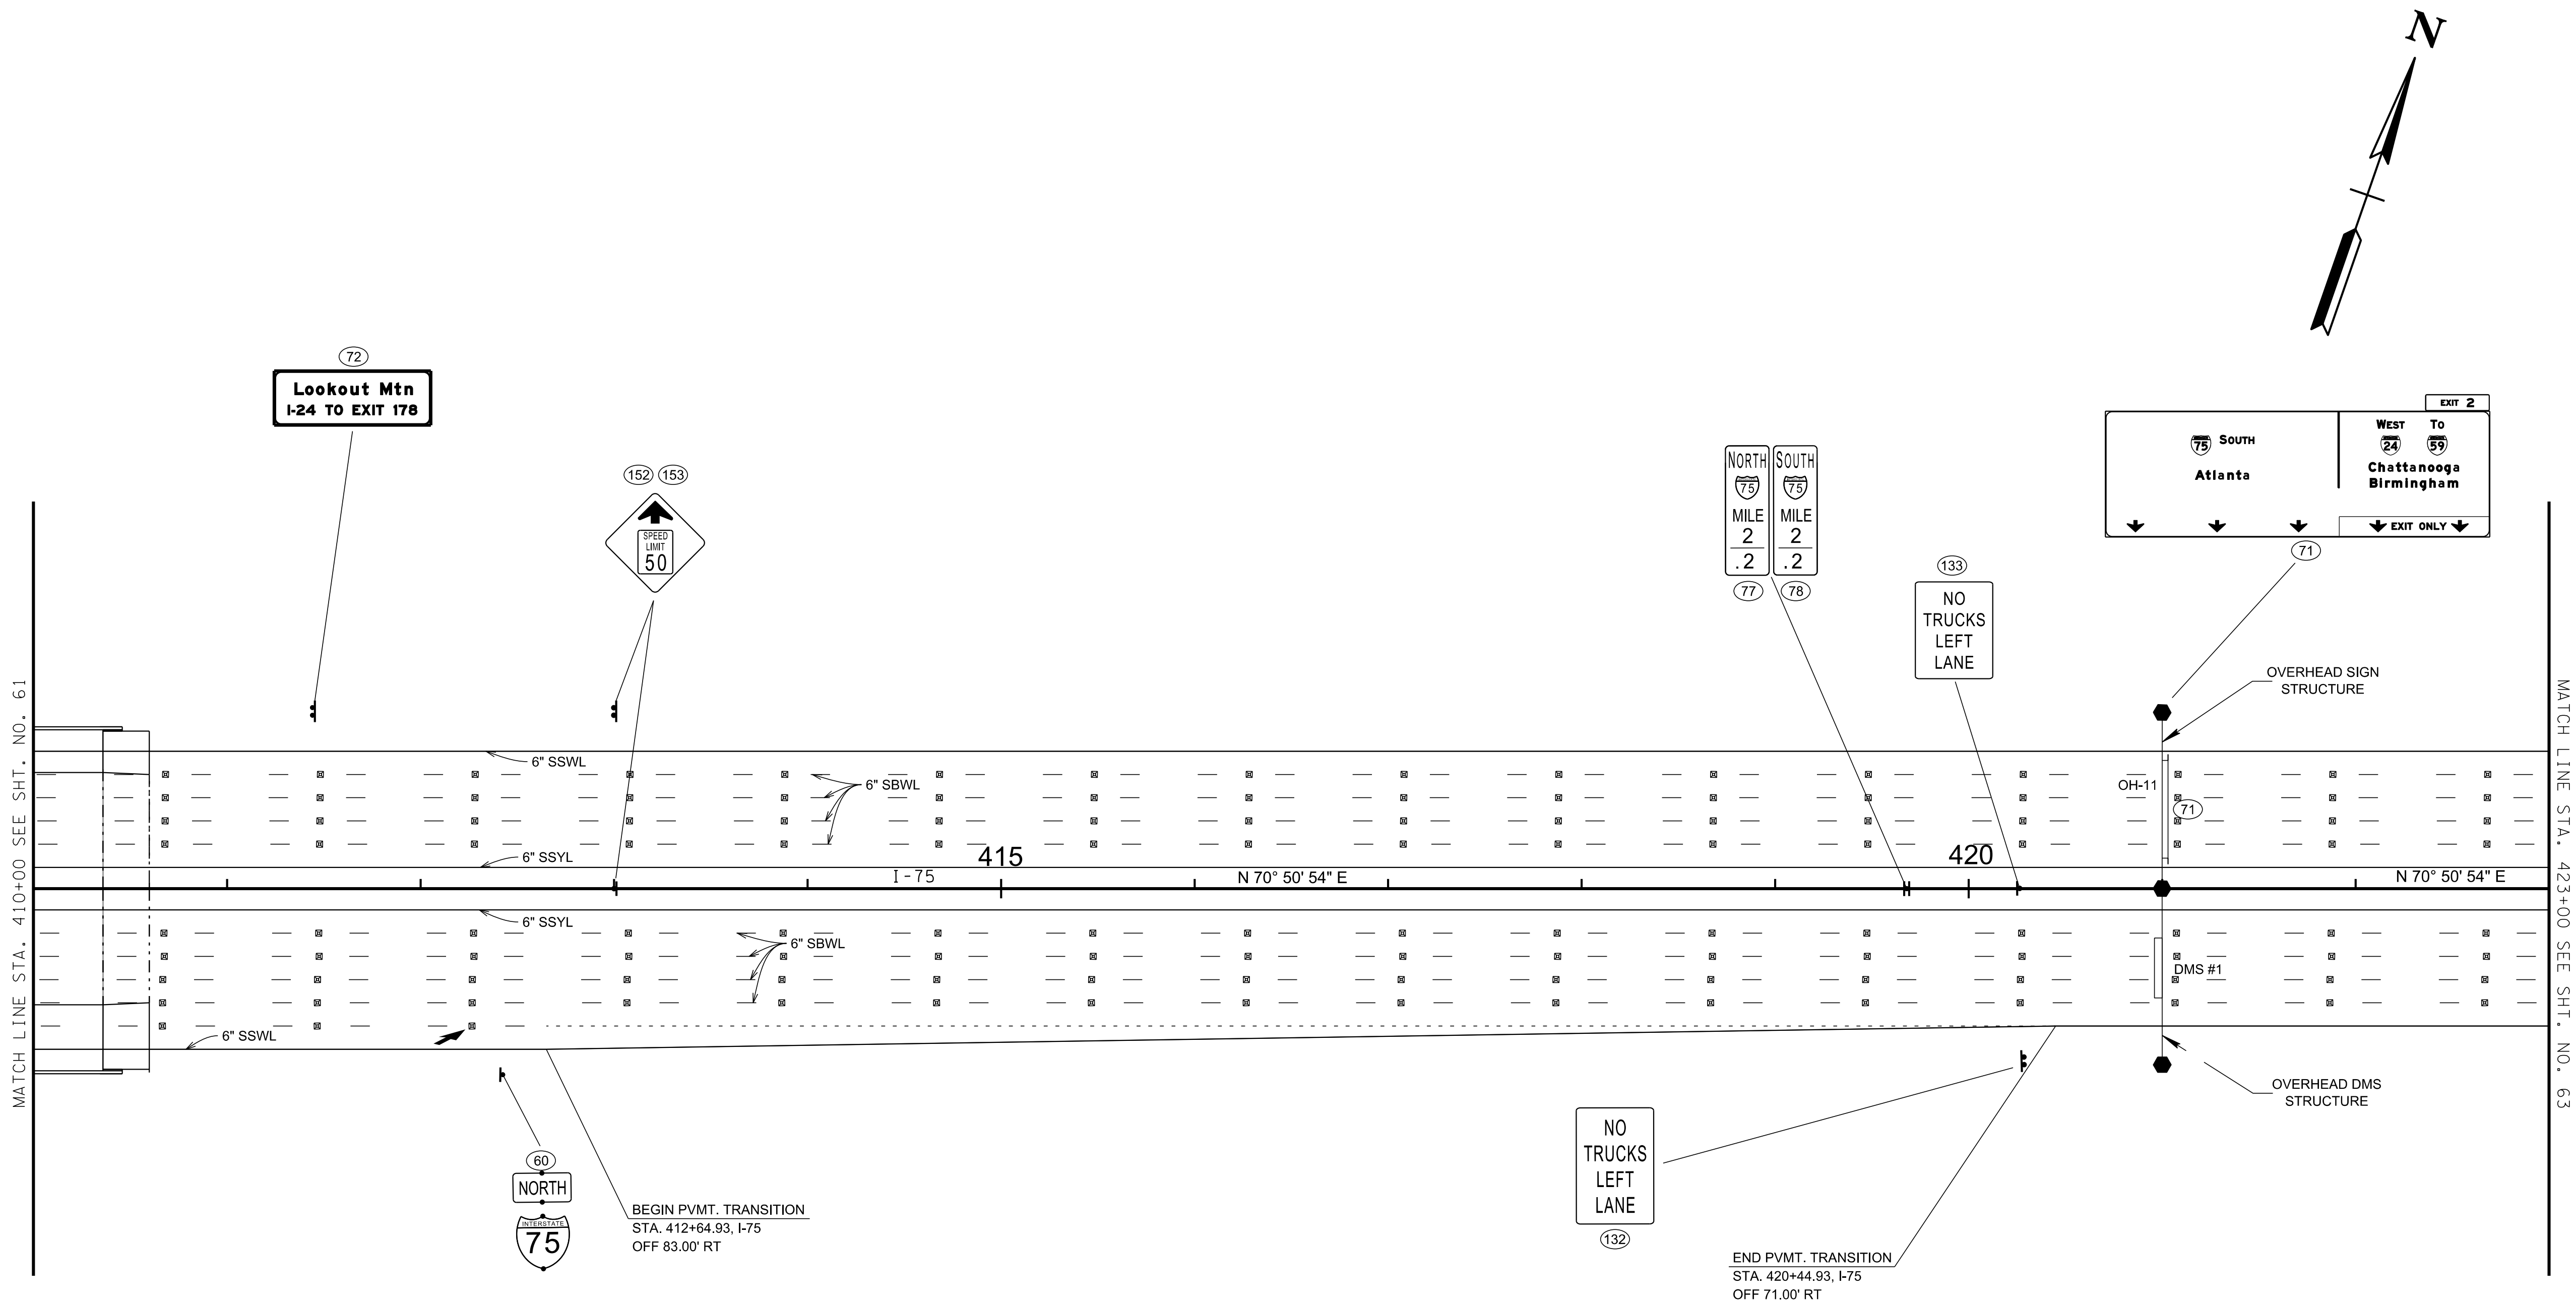 N
72
Lookout Mtn
I-24 TO EXIT 178
152 153
SPEED
LIMIT
50
NORTH
75
MILE
2
.2
77
SOUTH
75
MILE
2
.2
78
133
NO
TRUCKS
LEFT
LANE
EXIT 2
75 SOUTH
Atlanta
WEST TO
24 59
Chattanooga
Birmingham
EXIT ONLY
71
OVERHEAD SIGN
STRUCTURE
MATCH LINE STA. 410+00 SEE SHT. NO. 61
MATCH LINE STA. 423+00 SEE SHT. NO. 63
6" SSWL
6" SBWL
OH-11
71
6" SSYL
415
420
I-75
N 70° 50' 54" E
N 70° 50' 54" E
6" SSYL
6" SBWL
DMS #1
6" SSWL
OVERHEAD DMS
STRUCTURE
60
NORTH
INTERSTATE
75
BEGIN PVMT. TRANSITION
STA. 412+64.93, I-75
OFF 83.00' RT
NO
TRUCKS
LEFT
LANE
132
END PVMT. TRANSITION
STA. 420+44.93, I-75
OFF 71.00' RT